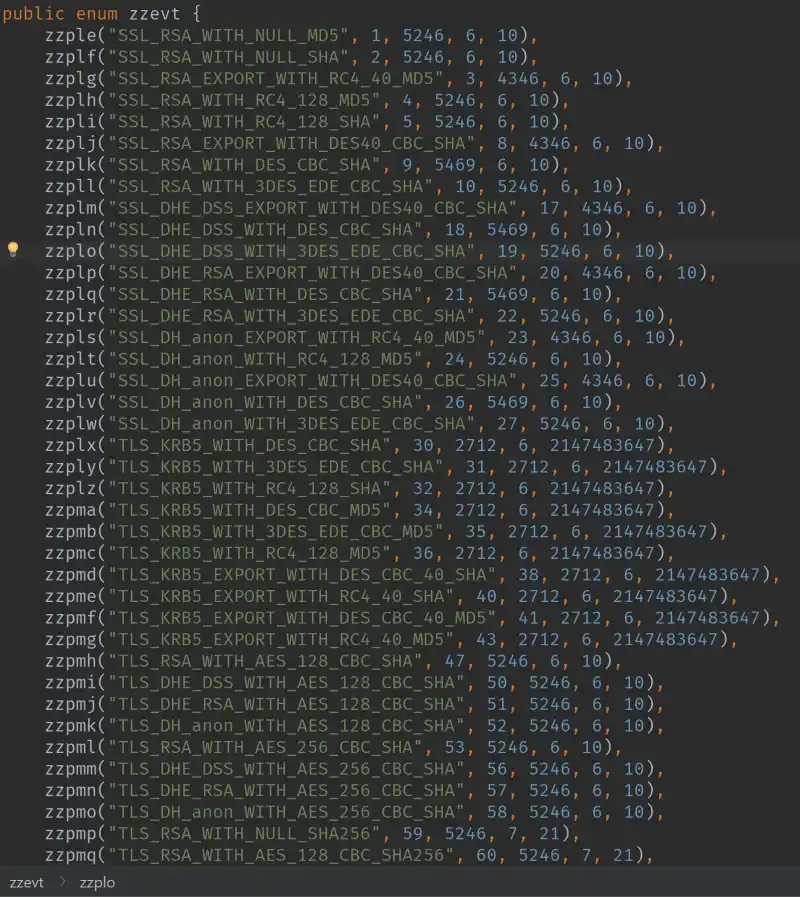 public enum zzevt {
zzple("SSL_RSA_WITH_NULL_MD5", 1, 5246, 6, 10),
zzplf("SSL_RSA_WITH_NULL_SHA", 2, 5246, 6, 10),
zzplg("SSL_RSA_EXPORT_WITH_RC4_40_MD5", 3, 4346, 6, 10),
zzplh("SSL_RSA_WITH_RC4_128_MD5", 4, 5246, 6, 10),
zzpli("SSL_RSA_WITH_RC4_128_SHA", 5, 5246, 6, 10),
zzplj("SSL_RSA_EXPORT_WITH_DES40_CBC_SHA", 8, 4346, 6, 10),
zzplk("SSL_RSA_WITH_DES_CBC_SHA", 9, 5469, 6, 10),
zzpll("SSL_RSA_WITH_3DES_EDE_CBC_SHA", 10, 5246, 6, 10),
zzplm("SSL_DHE_DSS_EXPORT_WITH_DES40_CBC_SHA", 17, 4346, 6, 10),
zzpln("SSL_DHE_DSS_WITH_DES_CBC_SHA", 18, 5469, 6, 10),
zzplo("SSL_DHE_DSS_WITH_3DES_EDE_CBC_SHA", 19, 5246, 6, 10),
zzplp("SSL_DHE_RSA_EXPORT_WITH_DES40_CBC_SHA", 20, 4346, 6, 10),
zzplq("SSL_DHE_RSA_WITH_DES_CBC_SHA", 21, 5469, 6, 10),
zzplr("SSL_DHE_RSA_WITH_3DES_EDE_CBC_SHA", 22, 5246, 6, 10),
zzpls("SSL_DH_anon_EXPORT_WITH_RC4_40_MD5", 23, 4346, 6, 10),
zzplt("SSL_DH_anon_WITH_RC4_128_MD5", 24, 5246, 6, 10),
zzplu("SSL_DH_anon_EXPORT_WITH_DES40_CBC_SHA", 25, 4346, 6, 10),
zzplv("SSL_DH_anon_WITH_DES_CBC_SHA", 26, 5469, 6, 10),
zzplw("SSL_DH_anon_WITH_3DES_EDE_CBC_SHA", 27, 5246, 6, 10),
zzplx("TLS_KRB5_WITH_DES_CBC_SHA", 30, 2712, 6, 2147483647),
zzply("TLS_KRB5_WITH_3DES_EDE_CBC_SHA", 31, 2712, 6, 2147483647),
zzplz("TLS_KRB5_WITH_RC4_128_SHA", 32, 2712, 6, 2147483647),
zzpma("TLS_KRB5_WITH_DES_CBC_MD5", 34, 2712, 6, 2147483647),
zzpmb("TLS_KRB5_WITH_3DES_EDE_CBC_MD5", 35, 2712, 6, 2147483647),
zzpmc("TLS_KRB5_WITH_RC4_128_MD5", 36, 2712, 6, 2147483647),
zzpmd("TLS_KRB5_EXPORT_WITH_DES_CBC_40_SHA", 38, 2712, 6, 2147483647),
zzpme("TLS_KRB5_EXPORT_WITH_RC4_40_SHA", 40, 2712, 6, 2147483647),
zzpmf("TLS_KRB5_EXPORT_WITH_DES_CBC_40_MD5", 41, 2712, 6, 2147483647),
zzpmg("TLS_KRB5_EXPORT_WITH_RC4_40_MD5", 43, 2712, 6, 2147483647),
zzpmh("TLS_RSA_WITH_AES_128_CBC_SHA", 47, 5246, 6, 10),
zzpmi("TLS_DHE_DSS_WITH_AES_128_CBC_SHA", 50, 5246, 6, 10),
zzpmj("TLS_DHE_RSA_WITH_AES_128_CBC_SHA", 51, 5246, 6, 10),
zzpmk("TLS_DH_anon_WITH_AES_128_CBC_SHA", 52, 5246, 6, 10),
zzpml("TLS_RSA_WITH_AES_256_CBC_SHA", 53, 5246, 6, 10),
zzpmm("TLS_DHE_DSS_WITH_AES_256_CBC_SHA", 56, 5246, 6, 10),
zzpmn("TLS_DHE_RSA_WITH_AES_256_CBC_SHA", 57, 5246, 6, 10),
zzpmo("TLS_DH_anon_WITH_AES_256_CBC_SHA", 58, 5246, 6, 10),
zzpmp("TLS_RSA_WITH_NULL_SHA256", 59, 5246, 7, 21),
zzpmq("TLS_RSA_WITH_AES_128_CBC_SHA256", 60, 5246, 7, 21),
zzevt > zzplo